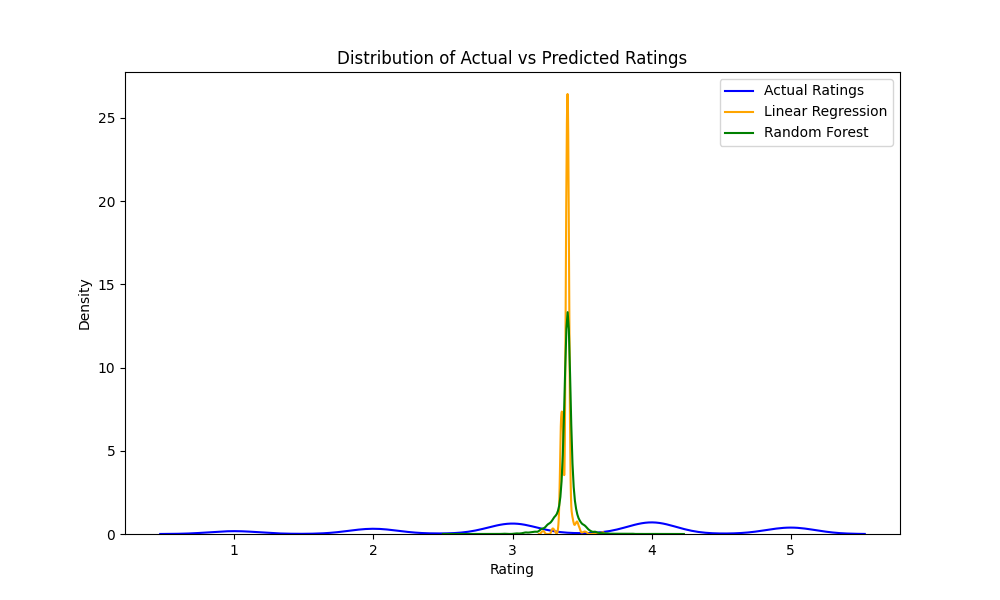 Distribution of Actual vs Predicted Ratings
Actual Ratings
Linear Regression
Random Forest
Density
25
20
15
10
5
0
1 2 3 4 5
Rating